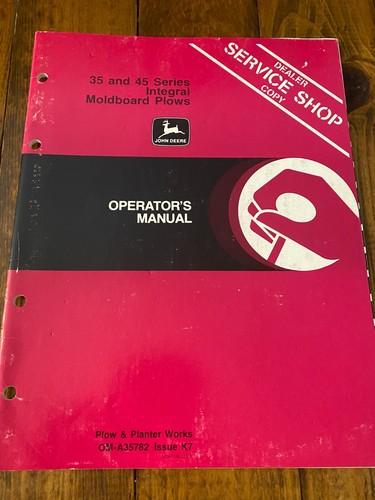 DEALER
SERVICE SHOP
COPY
35 and 45 Series
Integral
Moldboard Plows
JOHN DEERE
OPERATOR'S
MANUAL
Plow & Planter Works
OM-A35782 Issue K7